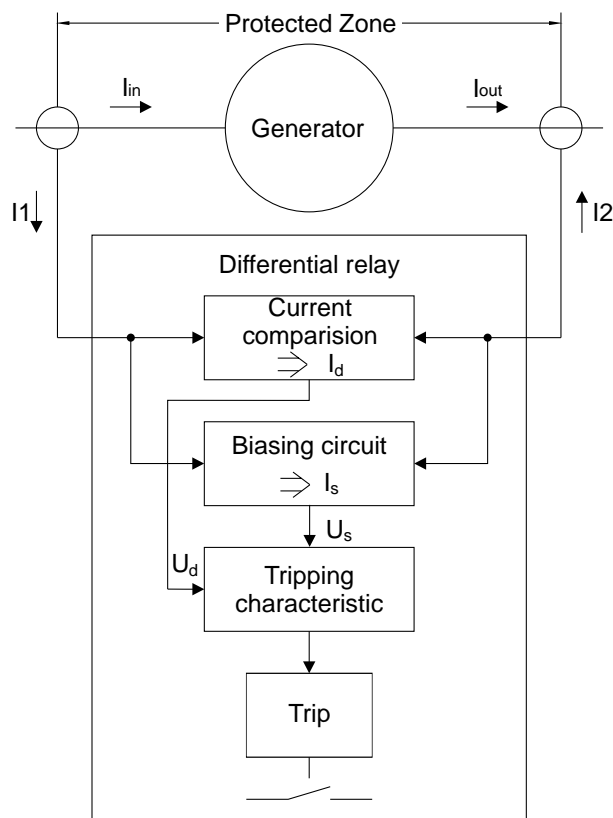 Protected Zone
Iin
Iout
Generator
I1
I2
Differential relay
Current
comparision
Id
Biasing circuit
Is
Us
Ud
Tripping
characteristic
Trip